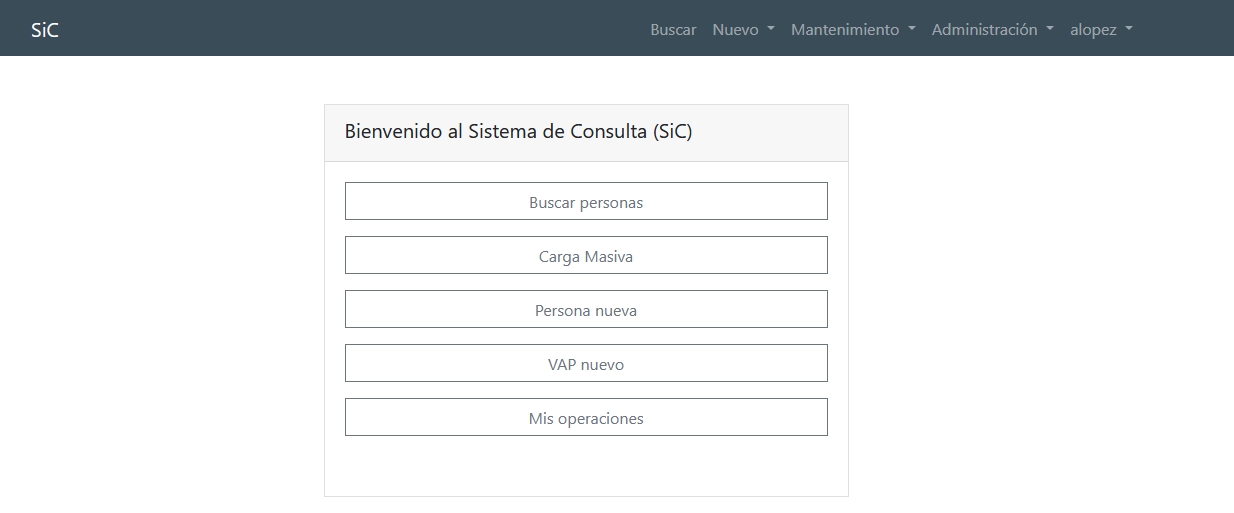 SiC Buscar Nuevo Mantenimiento Administración alopez
Bienvenido al Sistema de Consulta (SiC)
Buscar personas
Carga Masiva
Persona nueva
VAP nuevo
Mis operaciones